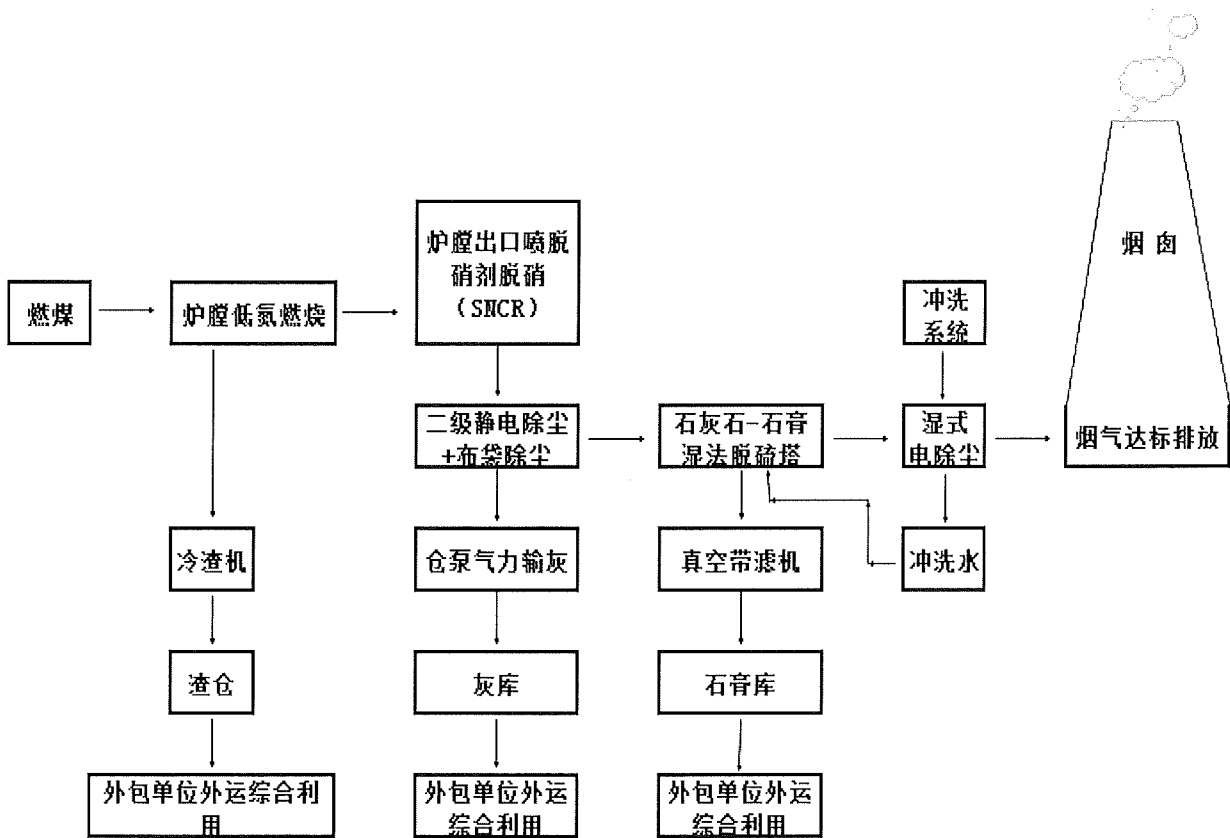 炉膛出口喷脱
硝剂脱硝
（SNCR）
烟 囱
燃煤
炉膛低氮燃烧
冲洗
系统
二级静电除尘
+布袋除尘
石灰石-石膏
湿法脱硫塔
湿式
电除尘
烟气达标排放
冷渣机
仓泵气力输灰
真空带滤机
冲洗水
渣仓
灰库
石膏库
外包单位外运综合利
用
外包单位外运
综合利用
外包单位外运
综合利用